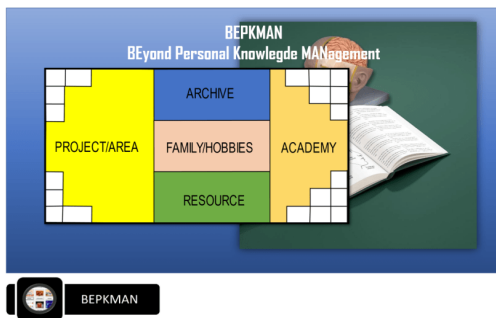 BEPKMAN
BEyond Personal Knowlegde MANagement
ARCHIVE
PROJECT/AREA
FAMILY/HOBBIES
ACADEMY
RESOURCE
BEPKMAN